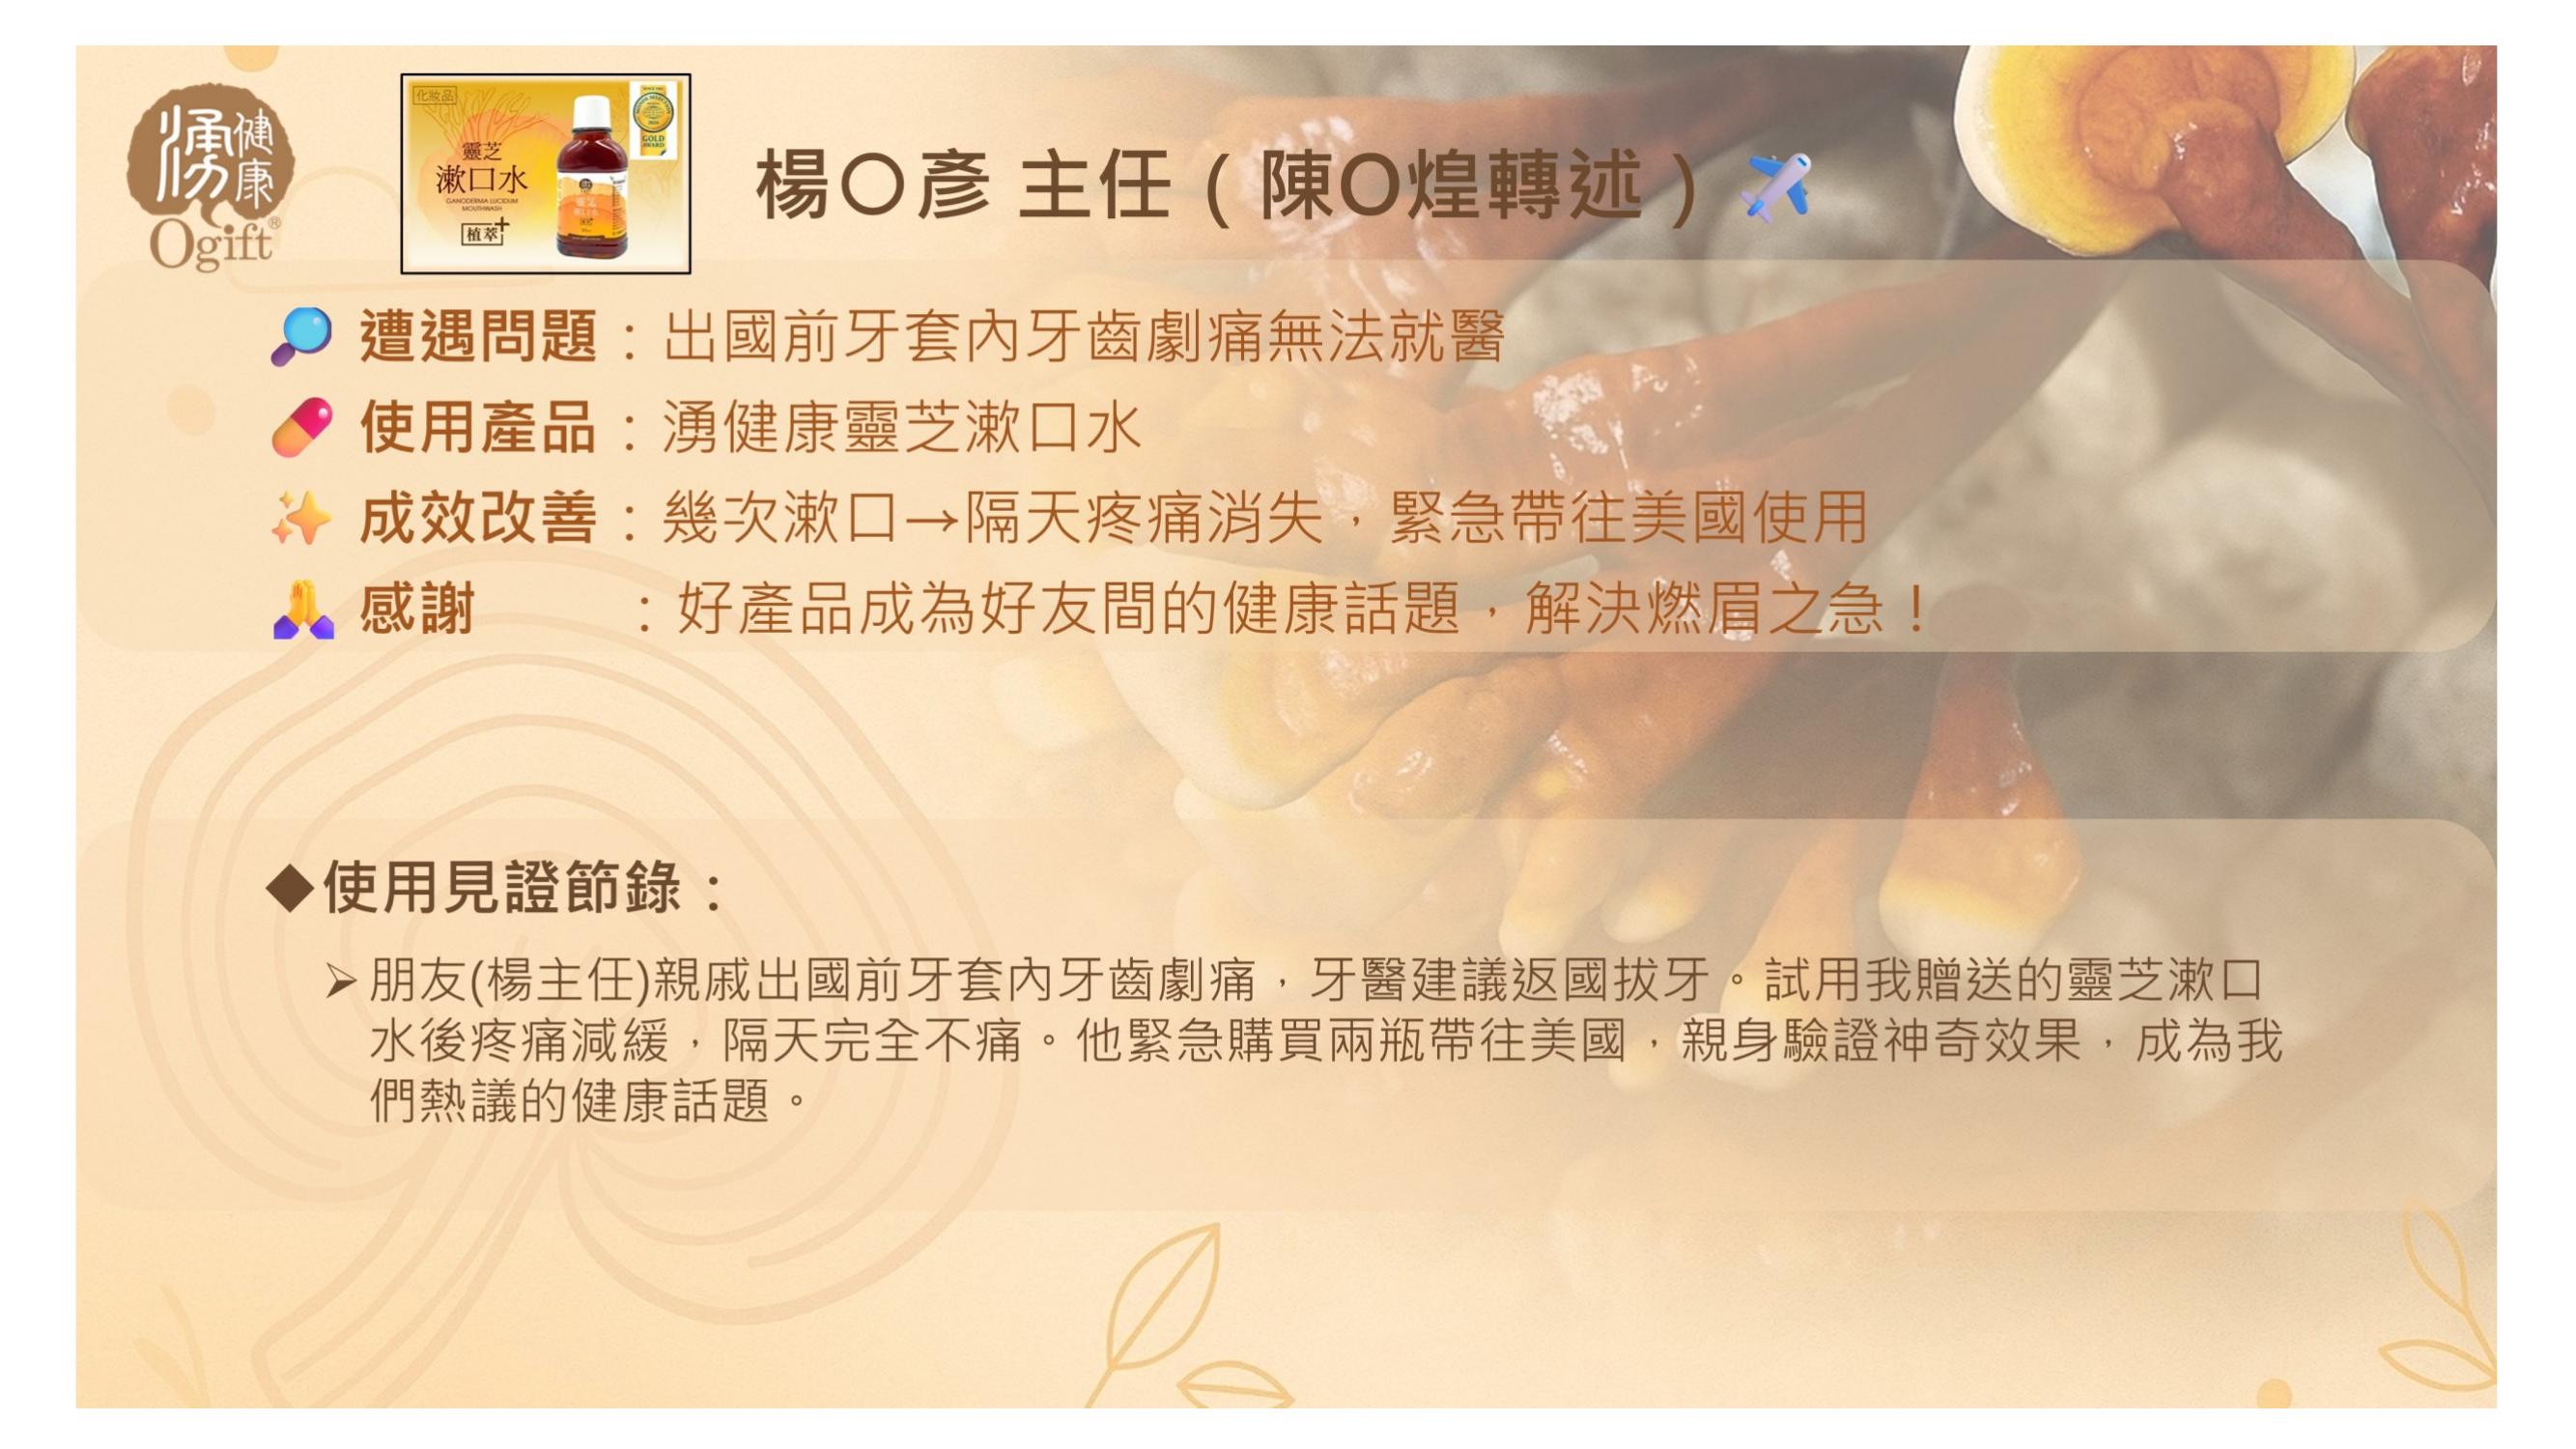 湧健康
Ogift®
化妝品
靈芝
漱口水
GANODERMA LUCIDUM
MOUTHWASH
植萃+
GOLD
AWARD
楊〇彥 主任（陳O煌轉述）✈️
🔎 遭遇問題：出國前牙套內牙齒劇痛無法就醫
💊 使用產品：湧健康靈芝漱口水
✨ 成效改善：幾次漱口→隔天疼痛消失，緊急帶往美國使用
🙏 感謝　　：好產品成為好友間的健康話題，解決燃眉之急！
◆使用見證節錄：
➢ 朋友(楊主任)親戚出國前牙套內牙齒劇痛，牙醫建議返國拔牙。試用我贈送的靈芝漱口
水後疼痛減緩，隔天完全不痛。他緊急購買兩瓶帶往美國，親身驗證神奇效果，成為我
們熱議的健康話題。